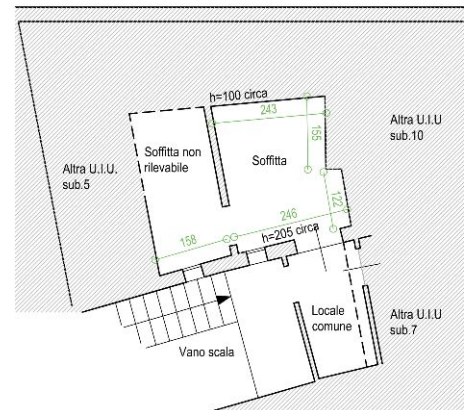 h=100 circa
243
155
Altra U.I.U
sub.10
Soffitta non
rilevabile
Soffitta
Altra U.I.U.
sub.5
122
246
158
h=205 circa
Locale
comune
Altra U.I.U
sub.7
Vano scala